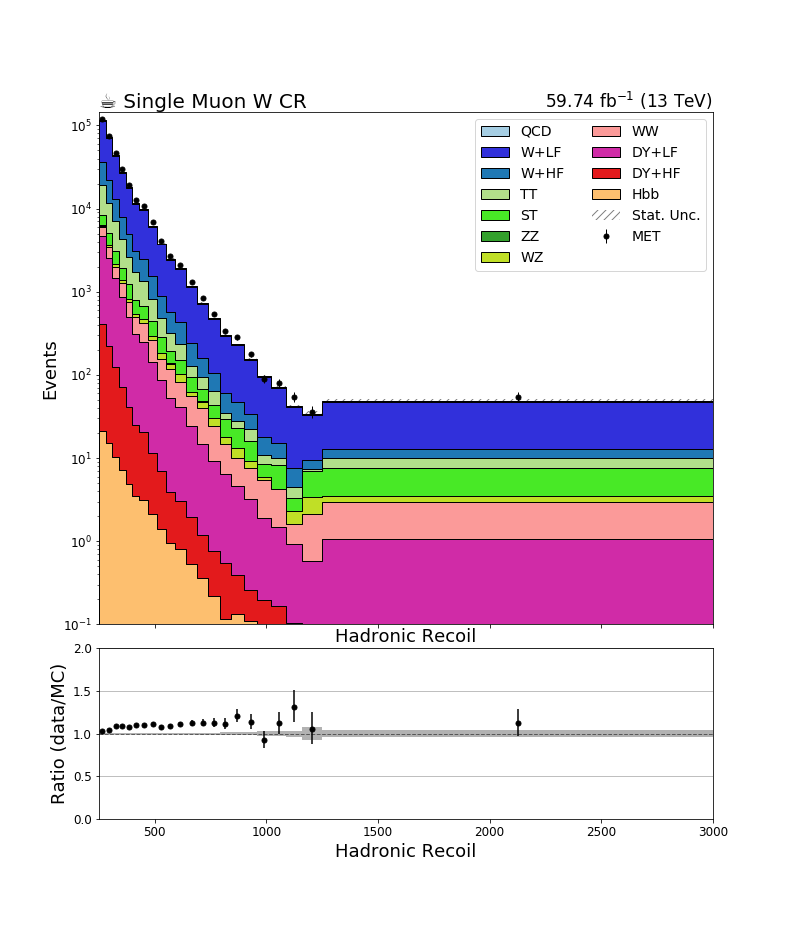 ☕ Single Muon W CR
59.74 fb⁻¹ (13 TeV)
QCD
W+LF
W+HF
TT
ST
ZZ
WZ
WW
DY+LF
DY+HF
Hbb
Stat. Unc.
MET
Events
10⁵
10⁴
10³
10²
10¹
10⁰
10⁻¹
Hadronic Recoil
Ratio (data/MC)
2.0
1.5
1.0
0.5
0.0
500 1000 1500 2000 2500 3000
Hadronic Recoil